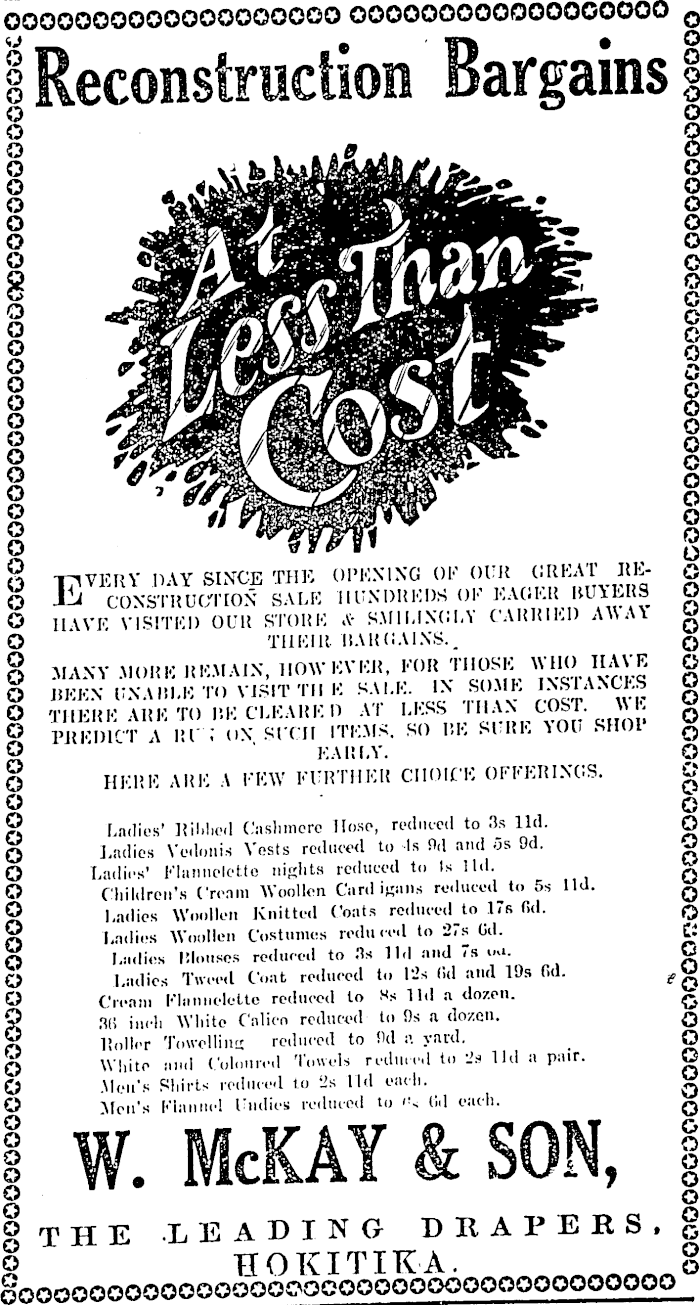 Reconstruction Bargains
At
Less Than
Cost
EVERY DAY SINCE THE OPENING OF OUR GREAT RE-
CONSTRUCTION SALE HUNDREDS OF EAGER BUYERS
HAVE VISITED OUR STORE & SMILINGLY CARRIED AWAY
THEIR BARGAINS.
MANY MORE REMAIN, HOWEVER, FOR THOSE WHO HAVE
BEEN UNABLE TO VISIT THE SALE. IN SOME INSTANCES
THERE ARE TO BE CLEARED AT LESS THAN COST. WE
PREDICT A ON SUCH ITEMS, SO BE SURE YOU SHOP
EARLY.
HERE ARE A FEW FURTHER CHOICE OFFERINGS.
Ladies' Ribbed Cashmere Hose, reduced to 3s 11d.
Ladies Vedonis Vests reduced to 4s 9d and 5s 9d.
Ladies' Flannelette nights reduced to 4s 11d.
Children's Cream Woollen Cardigans reduced to 5s 11d.
Ladies Woollen Knitted Coats reduced to 17s 6d.
Ladies Woollen Costumes reduced to 27s 6d.
Ladies Blouses reduced to 3s 11d and 7s
Ladies Tweed Coat reduced to 12s 6d and 19s 6d.
Cream Flannelette reduced to 8s 11d a dozen.
36 inch White Calico reduced to 9s a dozen.
Roller Towelling reduced to 9d a yard.
White and Coloured Towels reduced to 2s 11d a pair.
Men's Shirts reduced to 2s 11d each.
Men's Flannel Undies reduced to 6d each.
W. McKAY & SON,
THE LEADING DRAPERS,
HOKITIKA.